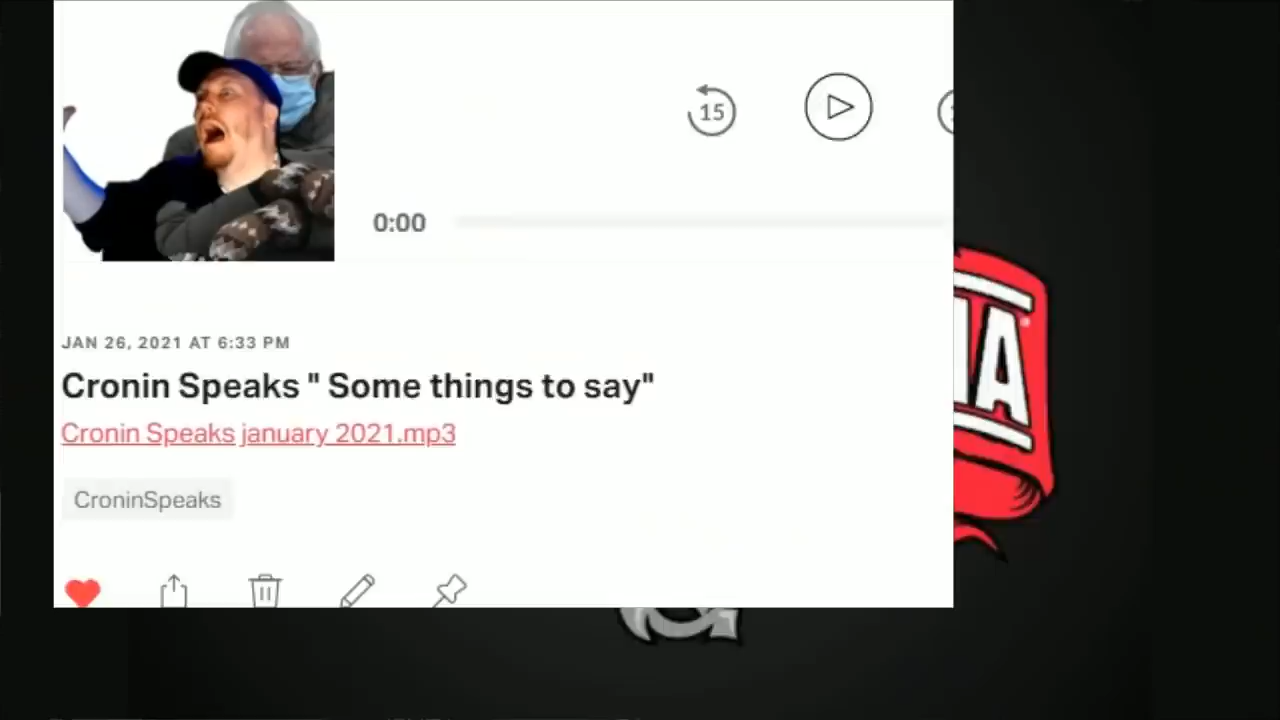 15
0:00
JAN 26, 2021 AT 6:33 PM
Cronin Speaks " Some things to say"
Cronin Speaks january 2021.mp3
CroninSpeaks